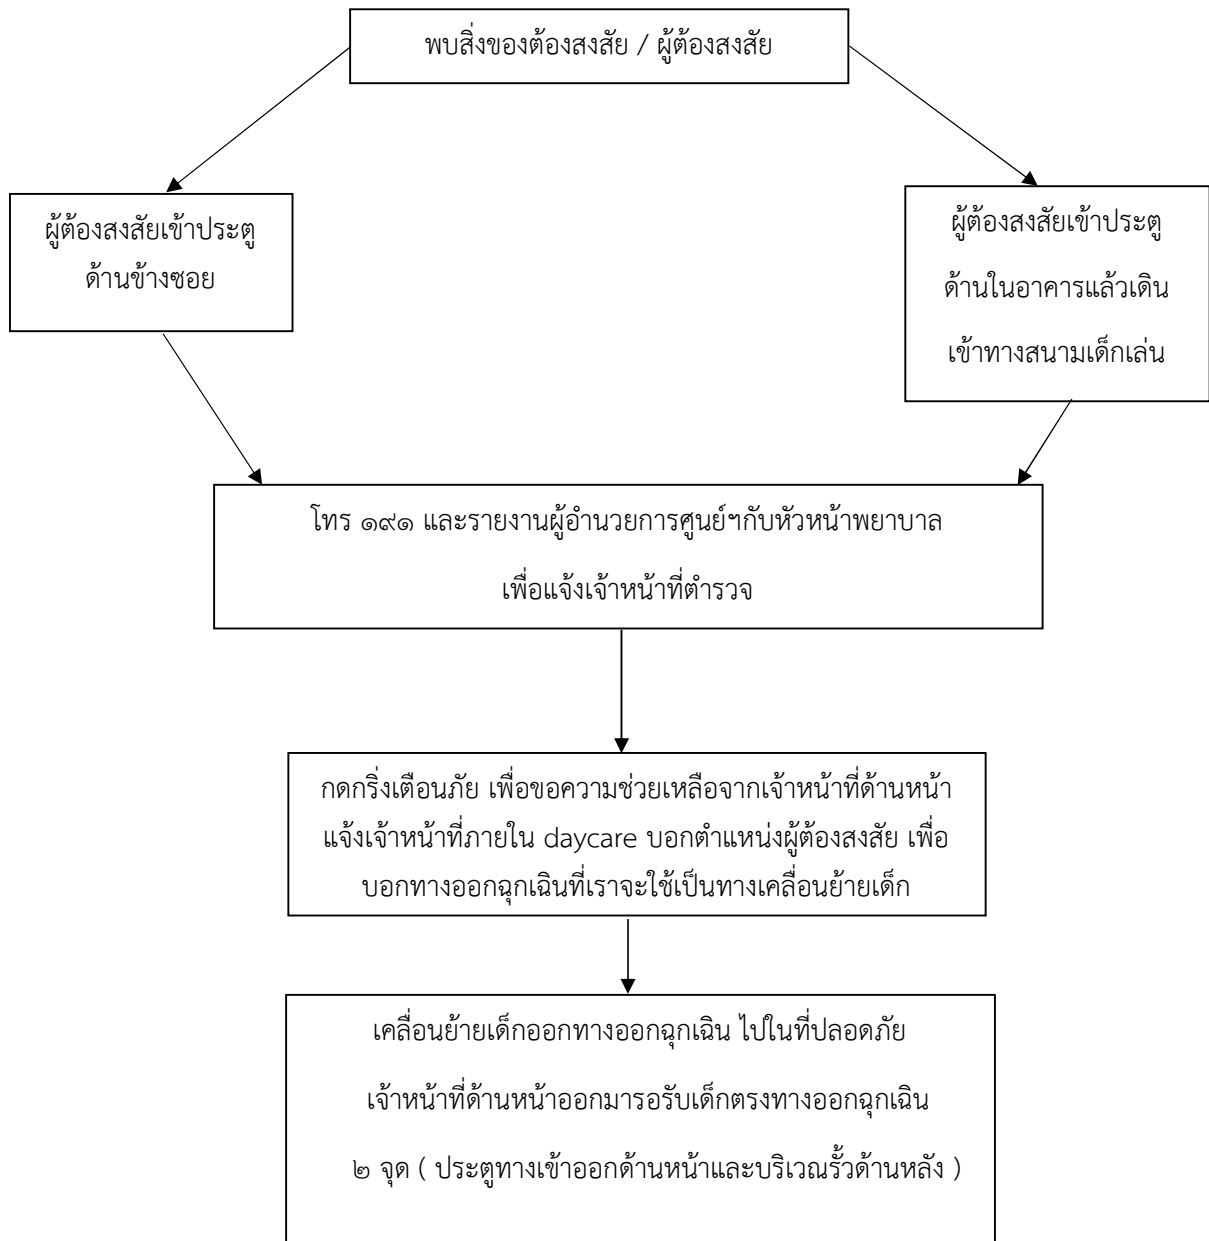 พบสิ่งของต้องสงสัย / ผู้ต้องสงสัย
ผู้ต้องสงสัยเข้าประตู
ด้านข้างซอย
ผู้ต้องสงสัยเข้าประตู
ด้านในอาคารแล้วเดิน
เข้าทางสนามเด็กเล่น
โทร ๑๙๑ และรายงานผู้อำนวยการศูนย์ฯกับหัวหน้าพยาบาล
เพื่อแจ้งเจ้าหน้าที่ตำรวจ
กดกริ่งเตือนภัย เพื่อขอความช่วยเหลือจากเจ้าหน้าที่ด้านหน้า
แจ้งเจ้าหน้าที่ภายใน daycare บอกตำแหน่งผู้ต้องสงสัย เพื่อ
บอกทางออกฉุกเฉินที่เราจะใช้เป็นทางเคลื่อนย้ายเด็ก
เคลื่อนย้ายเด็กออกทางออกฉุกเฉิน ไปในที่ปลอดภัย
เจ้าหน้าที่ด้านหน้าออกมารอรับเด็กตรงทางออกฉุกเฉิน
๒ จุด ( ประตูทางเข้าออกด้านหน้าและบริเวณรั้วด้านหลัง )